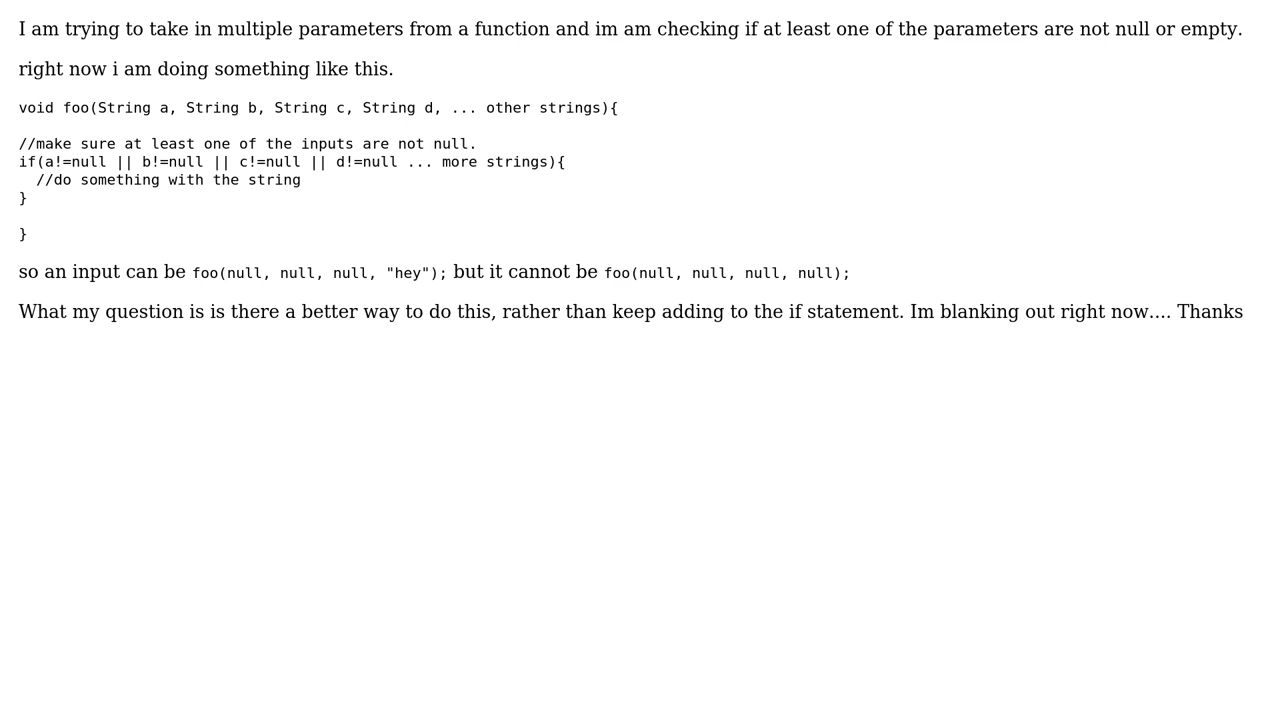 I am trying to take in multiple parameters from a function and im am checking if at least one of the parameters are not null or empty.
right now i am doing something like this.
void foo(String a, String b, String c, String d, ... other strings){
//make sure at least one of the inputs are not null.
if(a!=null || b!=null || c!=null || d!=null ... more strings){
  //do something with the string
}
}
so an input can be foo(null, null, null, "hey"); but it cannot be foo(null, null, null, null);
What my question is is there a better way to do this, rather than keep adding to the if statement. Im blanking out right now.... Thanks